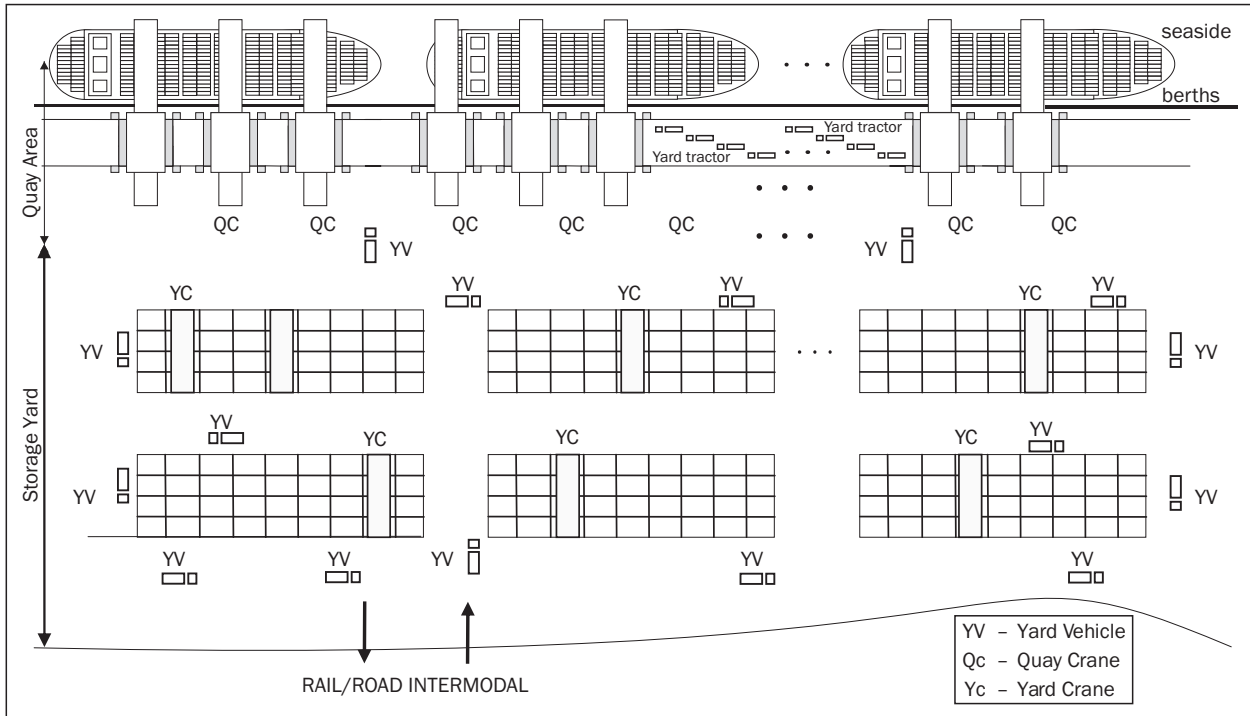 seaside
berths
Yard tractor
Yard tractor
Quay Area
QC
QC
QC
QC
QC
QC
QC
YV
YV
YV
YV
YV
YC
YC
YC
YV
YV
YV
YV
YC
YC
YC
YV
YV
YV
YV
YV
YV
YV
Storage Yard
RAIL/ROAD INTERMODAL
YV – Yard Vehicle
Qc – Quay Crane
Yc – Yard Crane